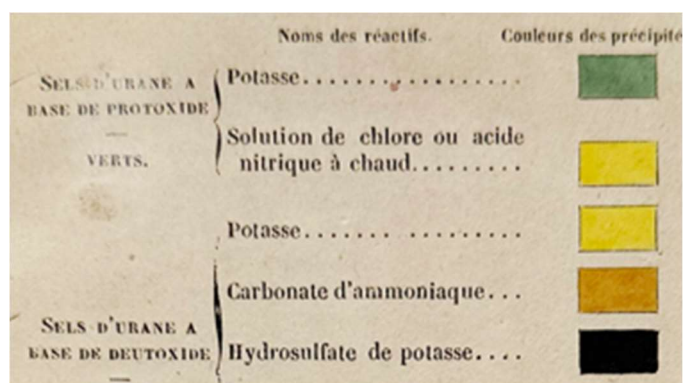 Noms des réactifs. Couleurs des précipité
SELS D'URANE A
BASE DE PROTOXIDE
—
VERTS.
Potasse....................
Solution de chlore ou acide
nitrique à chaud.........
Potasse....................
Carbonate d'ammoniaque...
SELS D'URANE A
BASE DE DEUTOXIDE
—
Hydrosulfate de potasse....